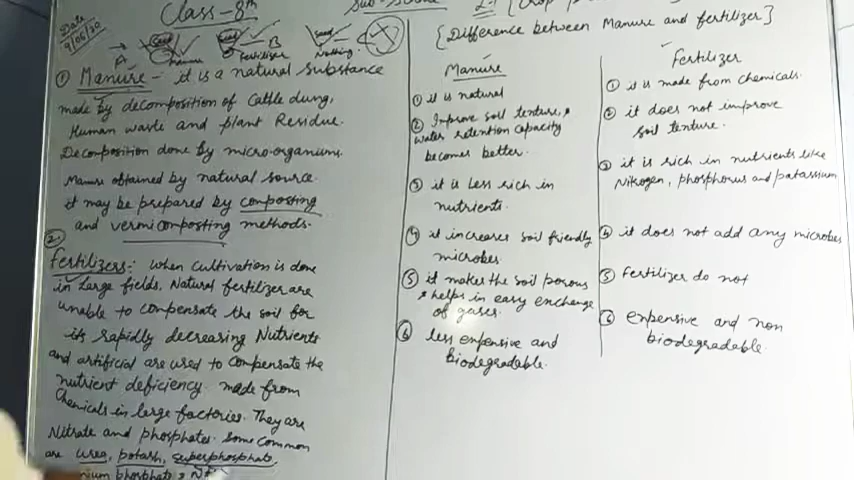 Class-8th
Date
9/06/20
Seed
Seed
Seed
A
manure
Fertilizer
B
Nothing
C
① Manure - it is a natural substance
made by decomposition of Cattle dung,
Human waste and plant Residue.
Decomposition done by micro-organism.
Manure obtained by natural source.
it may be prepared by composting
and vermicomposting methods.
②
Fertilizers: when cultivation is done
in large fields, Natural fertilizer are
unable to compensate the soil for
its rapidly decreasing Nutrients
and artificial are used to compensate the
nutrient deficiency. made from
Chemicals in large factories. They are
Nitrate and phosphates. Some common
are urea, potash, superphosphate
phosphate
{Difference between Manure and fertilizer}
Manure
① it is natural
② Improve soil texture, &
water retention capacity
becomes better.
③ it is less rich in
nutrients.
④ it increases soil friendly
microbes.
⑤ it makes the soil porous
& helps in easy exchange
of gases.
⑥ less expensive and
biodegradable.
Fertilizer
① it is made from chemicals.
② it does not improve
soil texture.
③ it is rich in nutrients like
Nitrogen, phosphorus and potassium
④ it does not add any microbes
⑤ Fertilizer do not
⑥ expensive and non
biodegradable.